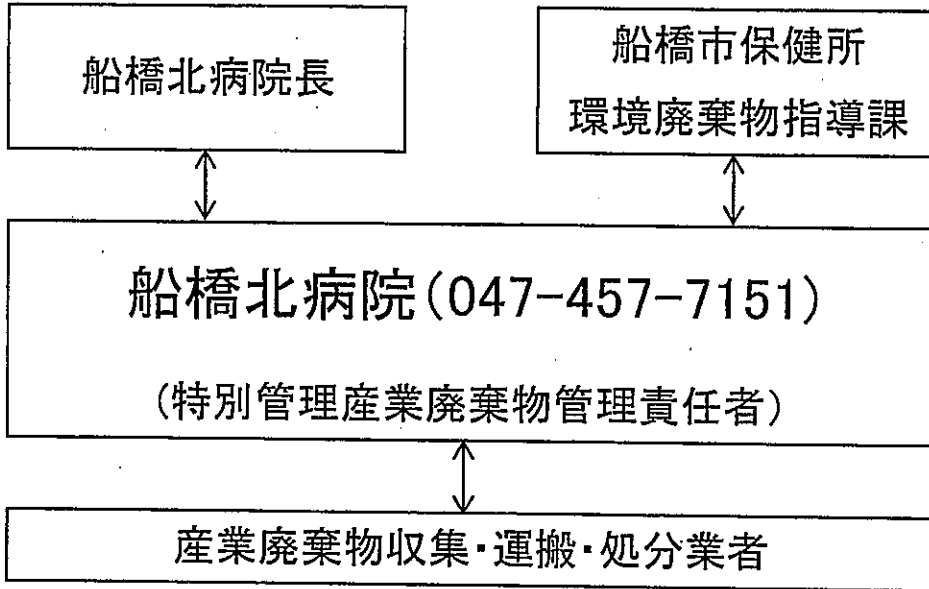 船橋北病院長
船橋市保健所
環境廃棄物指導課
船橋北病院(047-457-7151)
(特別管理産業廃棄物管理責任者)
産業廃棄物収集・運搬・処分業者